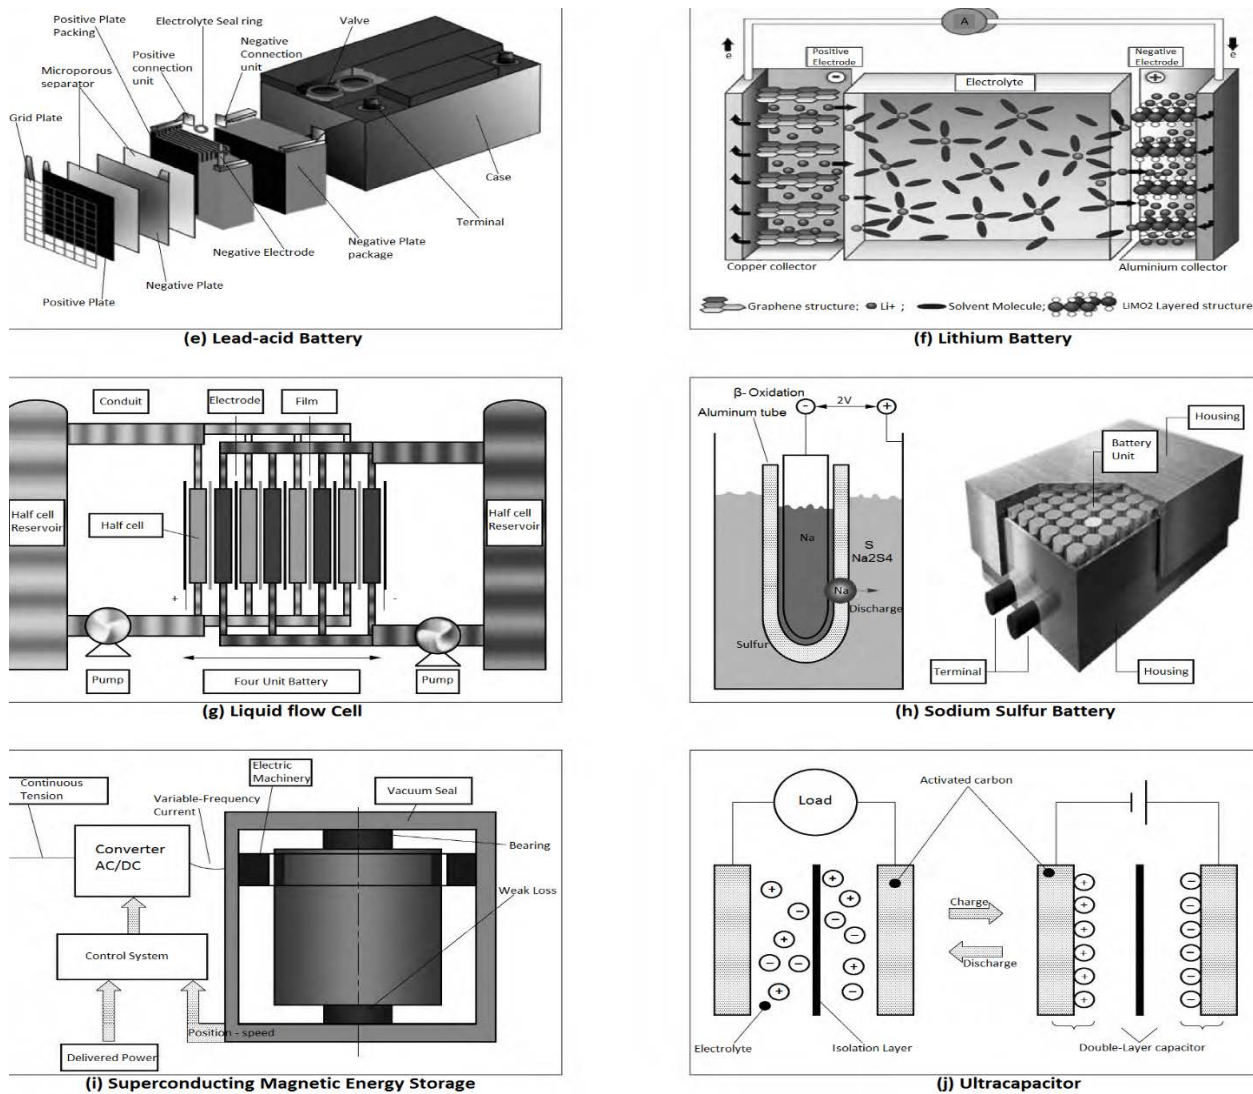 Positive Plate
Packing
Electrolyte Seal ring
Valve
Negative
Connection
unit
Positive
connection
unit
Microporous
separator
Grid Plate
Case
Terminal
Negative Plate
package
Negative Electrode
Negative Plate
Positive Plate
(e) Lead-acid Battery
A
e
Positive
Electrode
Negative
Electrode
e
Electrolyte
Copper collector
Aluminium collector
Graphene structure; Li+ ; Solvent Molecule; LiMO2 Layered structure
(f) Lithium Battery
Conduit
Electrode
Film
Half cell
Reservoir
Half cell
Half cell
Reservoir
+
-
Pump
Four Unit Battery
Pump
(g) Liquid flow Cell
β- Oxidation
Aluminum tube
- 2V +
Na
S
Na2S4
Na
Discharge
Sulfur
Housing
Battery
Unit
Terminal
Housing
(h) Sodium Sulfur Battery
Continuous
Tension
Electric
Machinery
Variable-Frequency
Current
Vacuum Seal
Converter
AC/DC
Bearing
Weak Loss
Control System
Position - speed
Delivered Power
(i) Superconducting Magnetic Energy Storage
Load
Activated carbon
Charge
Discharge
Electrolyte
Isolation Layer
Double-Layer capacitor
(j) Ultracapacitor